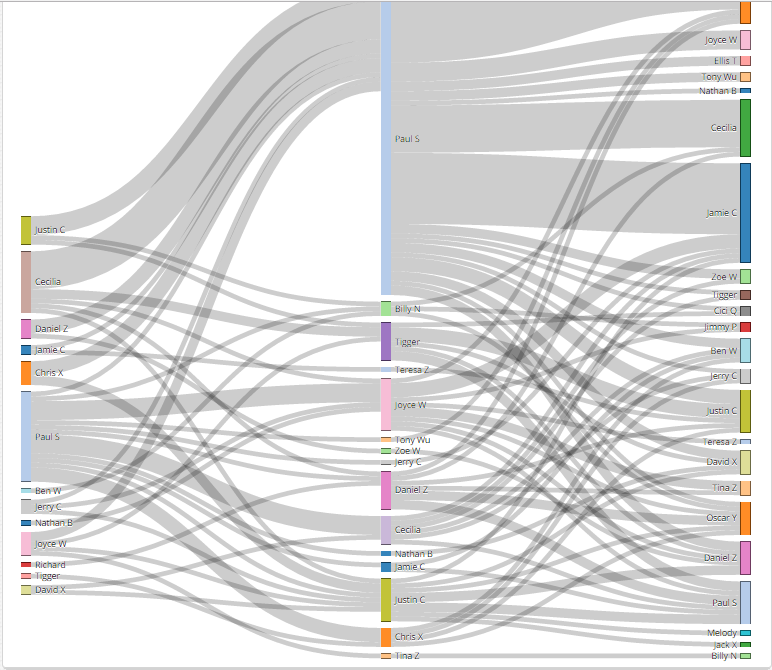 Justin C
Cecilia
Daniel Z
Jamie C
Chris X
Paul S
Ben W
Jerry C
Nathan B
Joyce W
Richard
Tigger
David X
Paul S
Billy N
Tigger
Teresa Z
Joyce W
Tony Wu
Zoe W
Jerry C
Daniel Z
Cecilia
Nathan B
Jamie C
Justin C
Chris X
Tina Z
Joyce W
Ellis T
Tony Wu
Nathan B
Cecilia
Jamie C
Zoe W
Tigger
Cici Q
Jimmy P
Ben W
Jerry C
Justin C
Teresa Z
David X
Tina Z
Oscar Y
Daniel Z
Paul S
Melody
Jack X
Billy N